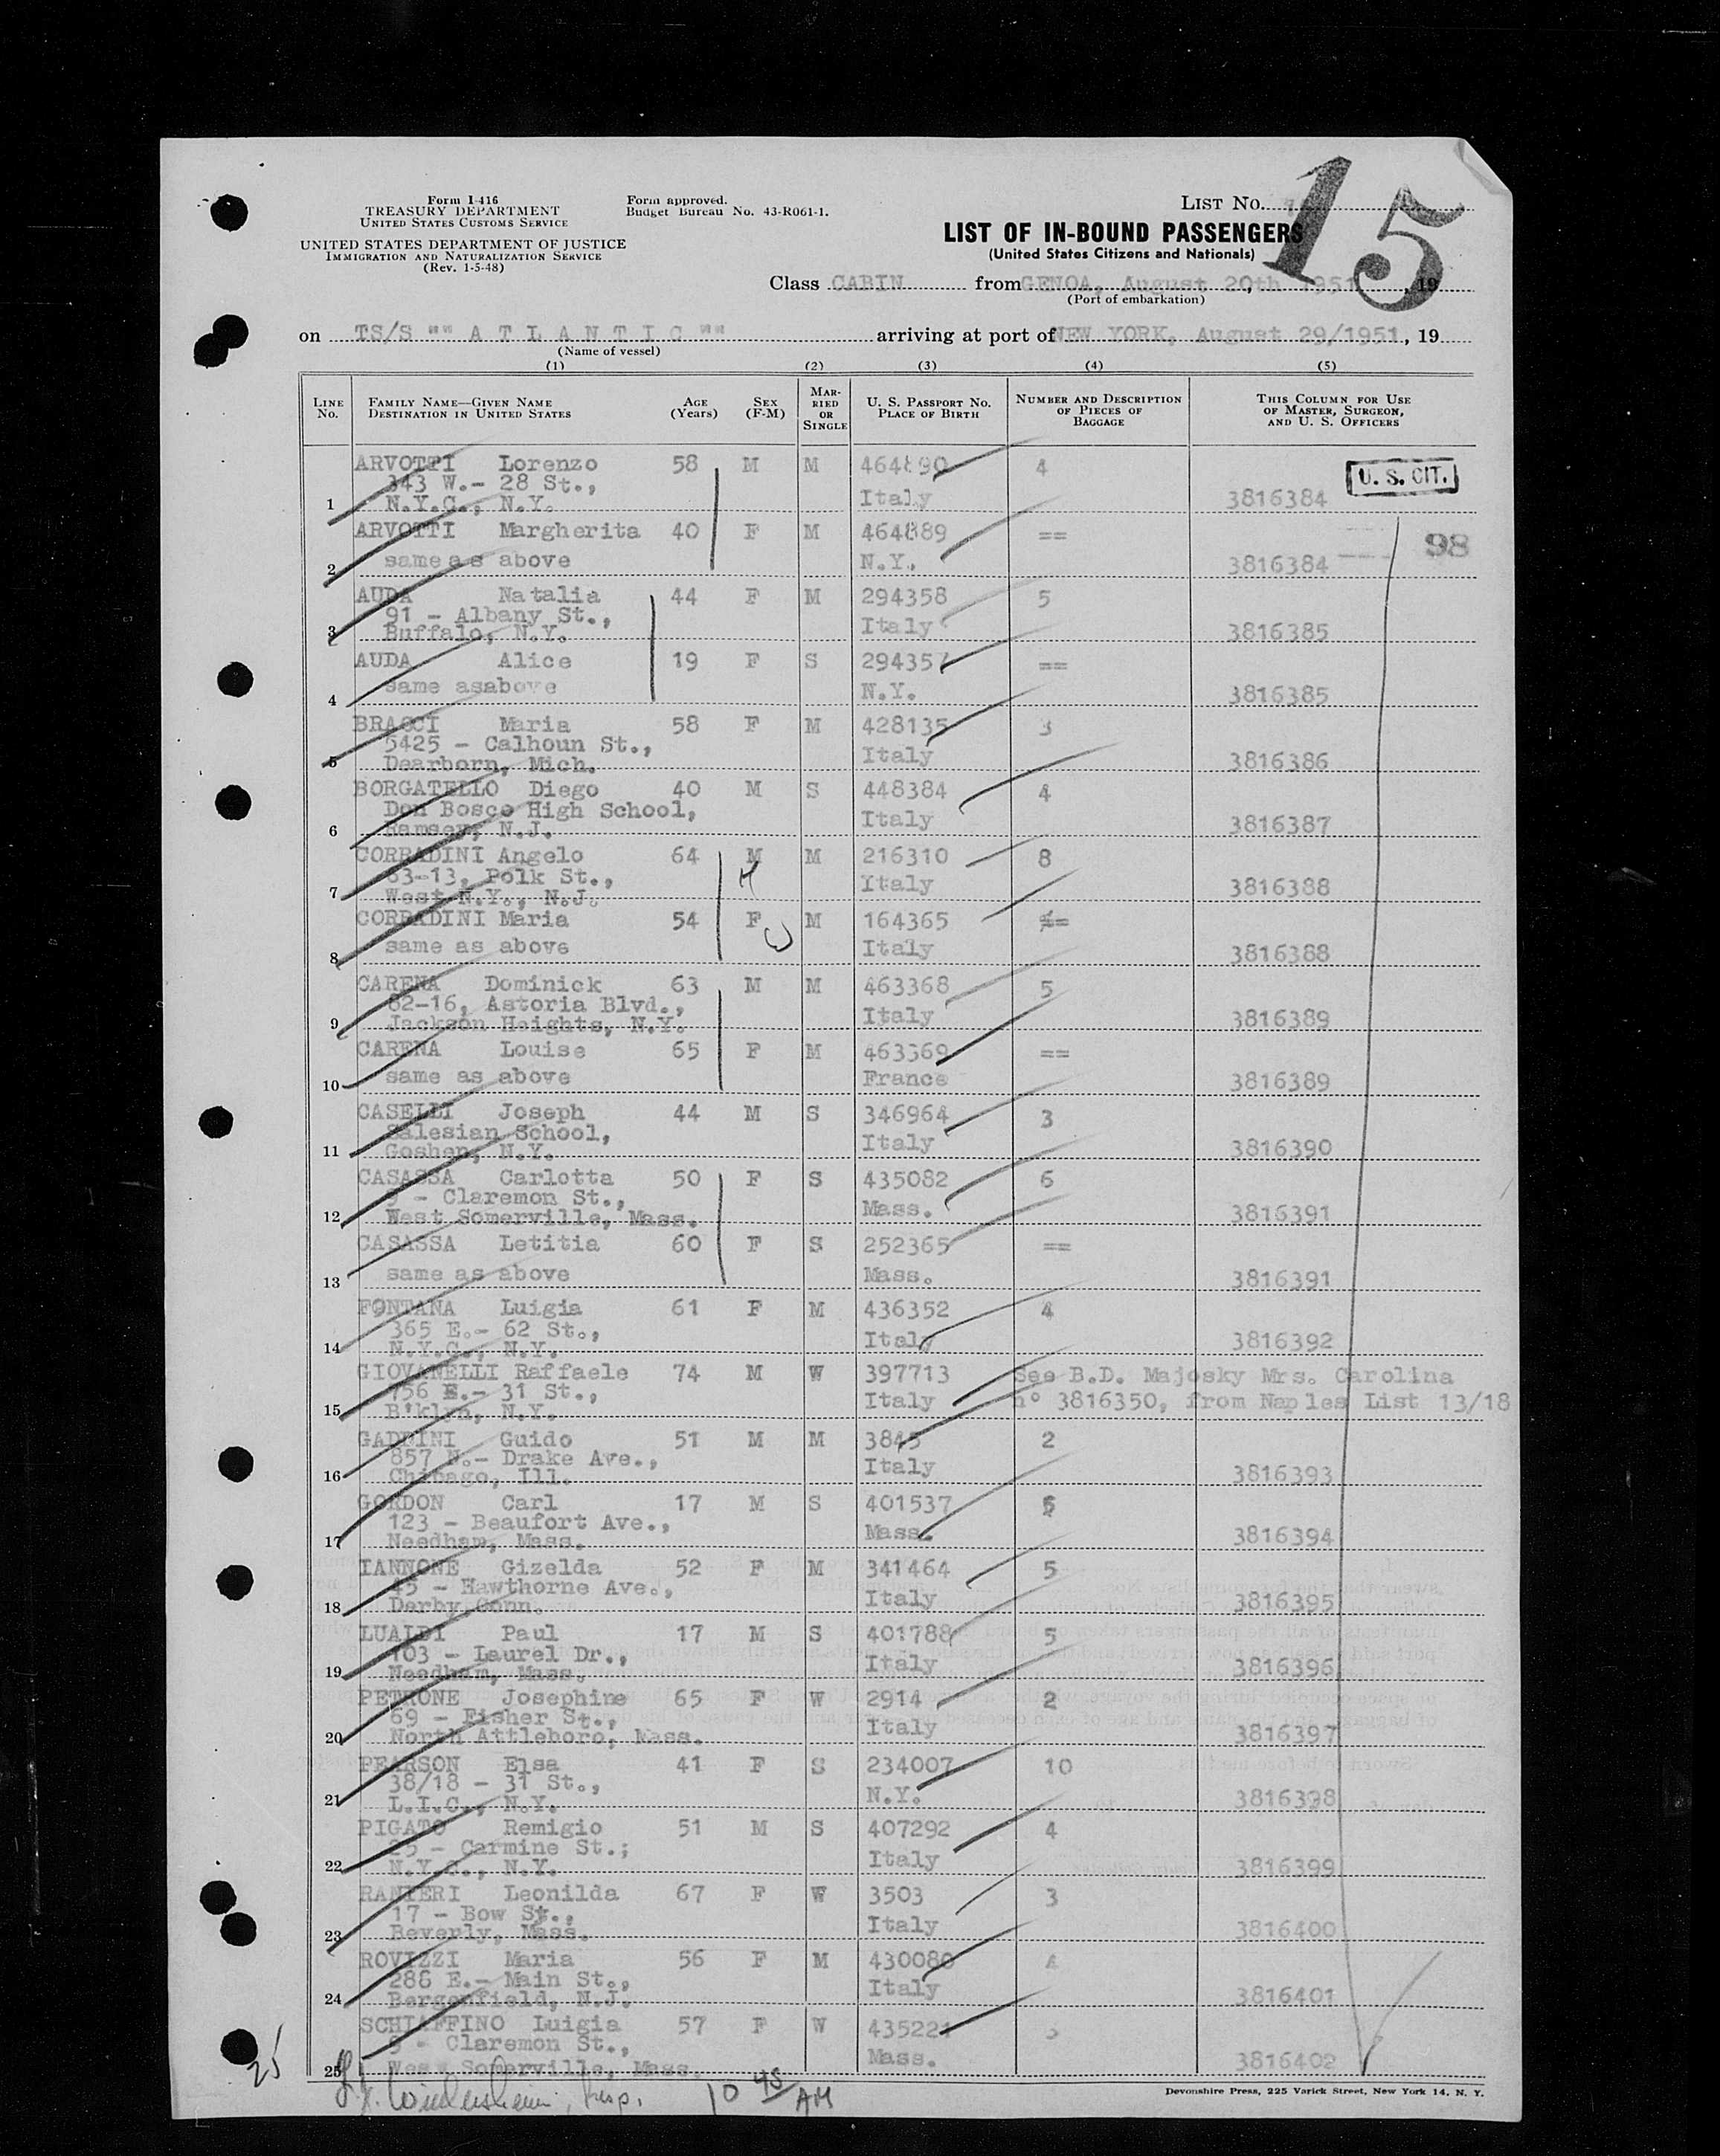 Form I-416
TREASURY DEPARTMENT
UNITED STATES CUSTOMS SERVICE
UNITED STATES DEPARTMENT OF JUSTICE
IMMIGRATION AND NATURALIZATION SERVICE
(Rev. 1-5-48)
Form approved.
Budget Bureau No. 43-R061-1.
LIST NO.
15
LIST OF IN-BOUND PASSENGERS
(United States Citizens and Nationals)
Class CABIN from GENOA, August 20th, 1951, 19
(Port of embarkation)
on TS/S "" A T L A N T I C "" arriving at port of NEW YORK, August 29/1951, 19
(Name of vessel)
(1) (2) (3) (4) (5)
LINE NO. FAMILY NAME—GIVEN NAME DESTINATION IN UNITED STATES AGE (Years) SEX (F-M) MARRIED OR SINGLE U. S. PASSPORT NO. PLACE OF BIRTH NUMBER AND DESCRIPTION OF PIECES OF BAGGAGE THIS COLUMN FOR USE OF MASTER, SURGEON, AND U. S. OFFICERS
ARVOTTI Lorenzo 58 M M 464890 4 U. S. CIT.
343 W.- 28 St.,
1 N.Y.C., N.Y. Italy 3816384
ARVOTTI Margherita 40 F M 464889 == 98
2 same as above N.Y. 3816384
AUDA Natalia 44 F M 294358 5
91 - Albany St.,
3 Buffalo, N.Y. Italy 3816385
AUDA Alice 19 F S 294357 ==
4 same asabove N.Y. 3816385
BRACCI Maria 58 F M 428135 3
5425 - Calhoun St.,
5 Dearborn, Mich. Italy 3816386
BORGATELLO Diego 40 M S 448384 4
Don Bosco High School,
6 Ramsey, N.J. Italy 3816387
CORRADINI Angelo 64 M M 216310 8
63-13, Polk St.,
7 West N.Y., N.J. Italy 3816388
CORRADINI Maria 54 F M 164365 ==
8 same as above Italy 3816388
CARENA Dominick 63 M M 463368 5
82-16, Astoria Blvd.,
9 Jackson Heights, N.Y. Italy 3816389
CARENA Louise 65 F M 463369 ==
10 same as above France 3816389
CASELLI Joseph 44 M S 346964 3
Salesian School,
11 Goshen, N.Y. Italy 3816390
CASASSA Carlotta 50 F S 435082 6
9 - Claremon St.,
12 West Somerville, Mass. Mass. 3816391
CASASSA Letitia 60 F S 252365 ==
13 same as above Mass. 3816391
FONTANA Luigia 61 F M 436352 4
365 E.- 62 St.,
14 N.Y.C., N.Y. Italy 3816392
GIOVANELLI Raffaele 74 M W 397713 See B.D. Majosky Mrs. Carolina
756 E.- 31 St., Italy n° 3816350, from Naples List 13/18
15 B'klyn, N.Y.
GADDINI Guido 51 M M 3845 2
857 N.- Drake Ave.,
16 Chicago, Ill. Italy 3816393
GORDON Carl 17 M S 401537 5
123 - Beaufort Ave.,
17 Needham, Mass. Mass. 3816394
IANNONE Gizelda 52 F M 341464 5
45 - Hawthorne Ave.,
18 Derby Conn. Italy 3816395
LUALDI Paul 17 M S 401788 5
103 - Laurel Dr.,
19 Needham, Mass. Italy 3816396
PETRONE Josephine 65 F W 2914 2
69 - Fisher St.,
20 North Attleboro, Mass. Italy 3816397
PEARSON Elsa 41 F S 234007 10
38/18 - 31 St.,
21 L.I.C., N.Y. N.Y. 3816398
PIGATO Remigio 51 M S 407292 4
25 - Carmine St.;
22 N.Y.C., N.Y. Italy 3816399
RANIERI Leonilda 67 F W 3503 3
17 - Bow St.,
23 Beverly, Mass. Italy 3816400
ROVIZZI Maria 56 F M 430080 4
286 E.- Main St.,
24 Bergenfield, N.J. Italy 3816401
SCHIAFFINO Luigia 57 F W 435221
9 - Claremon St.,
25 West Somerville, Mass. Mass. 3816402
25
Insp. 10 45 AM
Devonshire Press, 225 Varick Street, New York 14, N. Y.